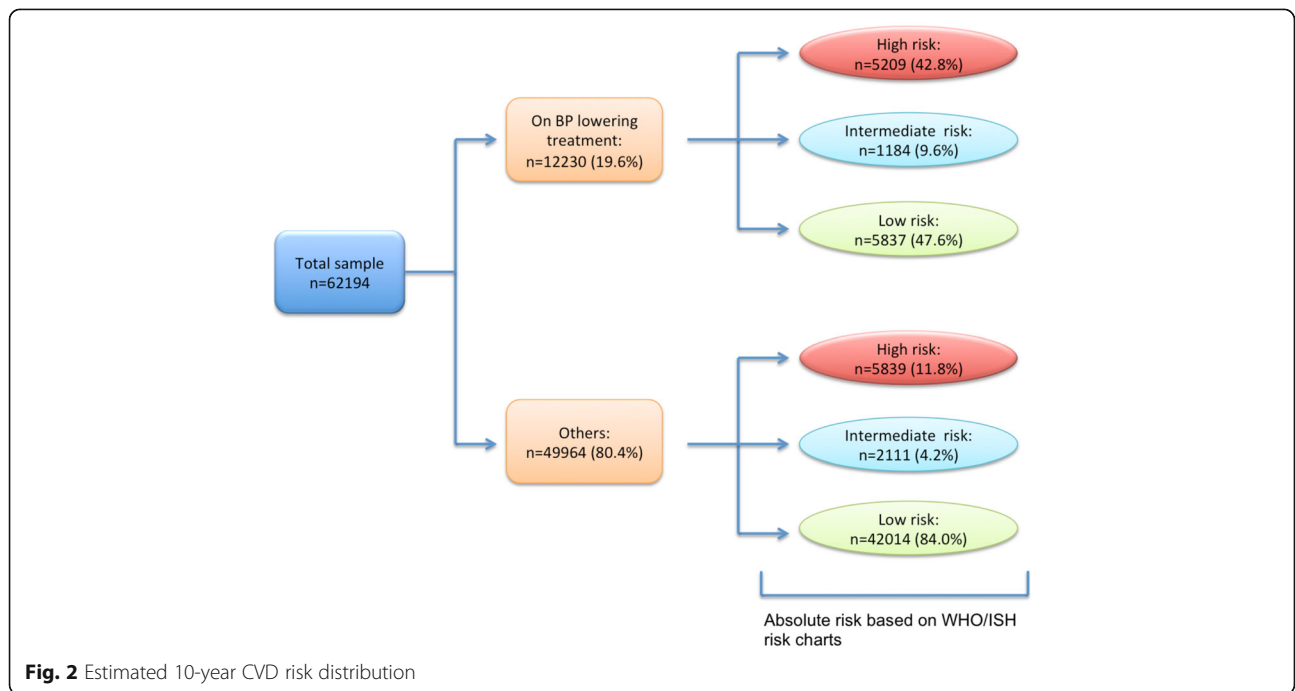 Total sample
n=62194
On BP lowering
treatment:
n=12230 (19.6%)
High risk:
n=5209 (42.8%)
Intermediate risk:
n=1184 (9.6%)
Low risk:
n=5837 (47.6%)
Others:
n=49964 (80.4%)
High risk:
n=5839 (11.8%)
Intermediate risk:
n=2111 (4.2%)
Low risk:
n=42014 (84.0%)
Absolute risk based on WHO/ISH
risk charts
Fig. 2 Estimated 10-year CVD risk distribution